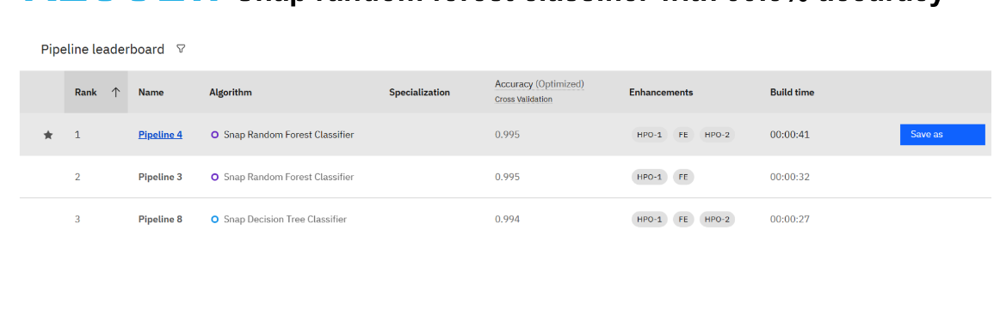 Snap random forest classifier with
accuracy
Pipeline leaderboard
Rank Name Algorithm Specialization Accuracy (Optimized) Enhancements Build time
Cross Validation
1 Pipeline 4 Snap Random Forest Classifier 0.995 HPO-1 FE HPO-2 00:00:41 Save as
2 Pipeline 3 Snap Random Forest Classifier 0.995 HPO-1 FE 00:00:32
3 Pipeline 8 Snap Decision Tree Classifier 0.994 HPO-1 FE HPO-2 00:00:27